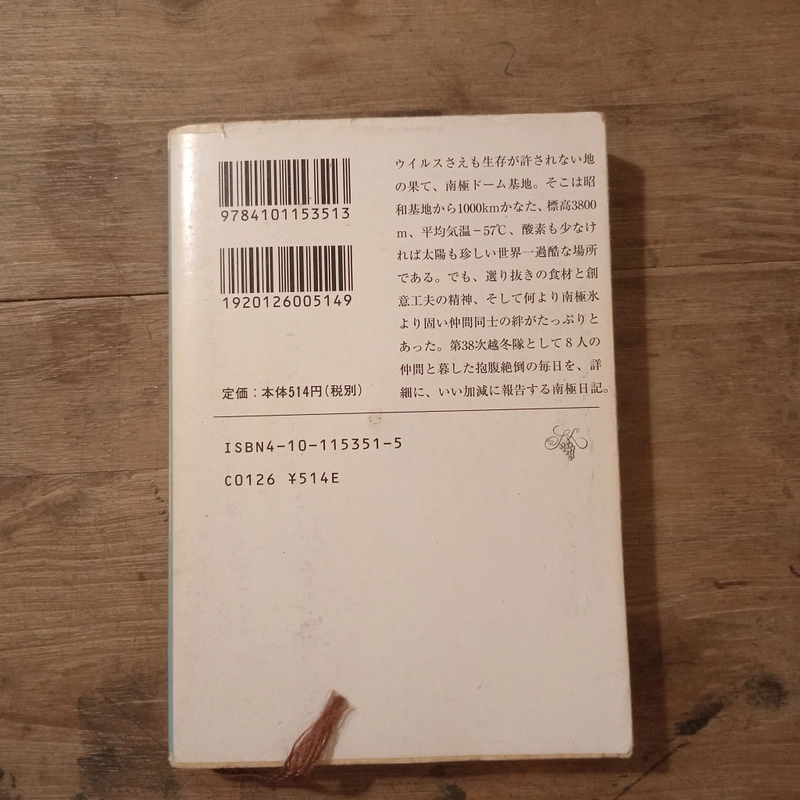 9784101153513
1920126005149
定価：本体514円(税別)
ウイルスさえも生存が許されない地
の果て、南極ドーム基地。そこは昭
和基地から1000kmかなた、標高3800
m、平均気温－57℃、酸素も少なけ
れば太陽も珍しい世界一過酷な場所
である。でも、選り抜きの食材と創
意工夫の精神、そして何より南極氷
より固い仲間同士の絆がたっぷりと
あった。第38次越冬隊として8人の
仲間と暮した抱腹絶倒の毎日を、詳
細に、いい加減に報告する南極日記。
ISBN4-10-115351-5
C0126 ¥514E